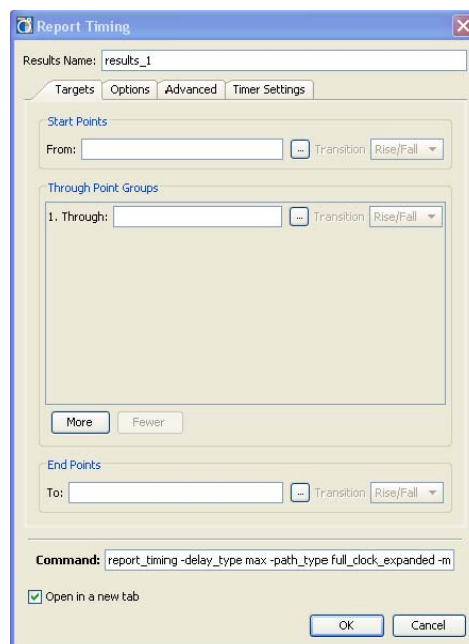 Report Timing
Results Name: results_1
Targets Options Advanced Timer Settings
Start Points
From: ... Transition Rise/Fall
Through Point Groups
1. Through: ... Transition Rise/Fall
More Fewer
End Points
To: ... Transition Rise/Fall
Command: report_timing -delay_type max -path_type full_clock_expanded -m
Open in a new tab
OK Cancel